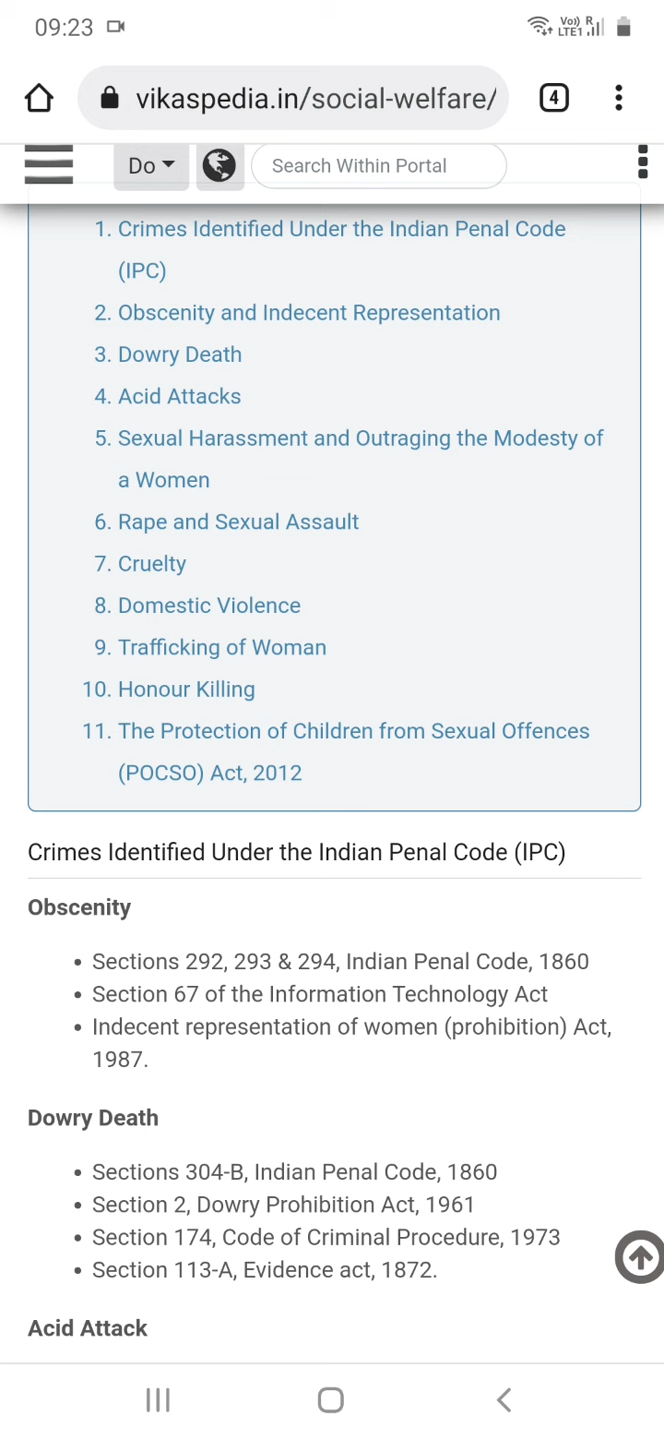 09:23
Vo)) R
LTE1
vikaspedia.in/social-welfare/
4
Do
Search Within Portal
1. Crimes Identified Under the Indian Penal Code
(IPC)
2. Obscenity and Indecent Representation
3. Dowry Death
4. Acid Attacks
5. Sexual Harassment and Outraging the Modesty of
a Women
6. Rape and Sexual Assault
7. Cruelty
8. Domestic Violence
9. Trafficking of Woman
10. Honour Killing
11. The Protection of Children from Sexual Offences
(POCSO) Act, 2012
Crimes Identified Under the Indian Penal Code (IPC)
Obscenity
• Sections 292, 293 & 294, Indian Penal Code, 1860
• Section 67 of the Information Technology Act
• Indecent representation of women (prohibition) Act,
1987.
Dowry Death
• Sections 304-B, Indian Penal Code, 1860
• Section 2, Dowry Prohibition Act, 1961
• Section 174, Code of Criminal Procedure, 1973
• Section 113-A, Evidence act, 1872.
Acid Attack